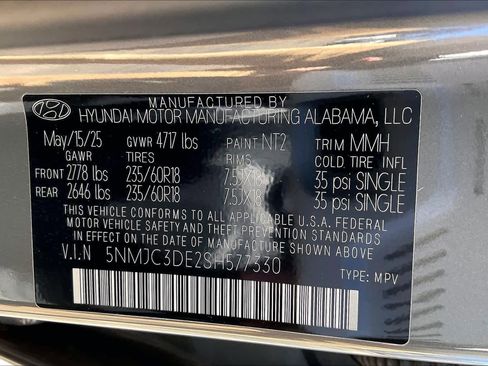 MANUFACTURED BY
HYUNDAI MOTOR MANUFACTURING ALABAMA, LLC
May/15/25 GVWR 4717 lbs PAINT NT2 TRIM MMH
GAWR TIRES RIMS COLD TIRE INFL
FRONT 2778 lbs 235/60R18 7.5JX18 35 psi SINGLE
REAR 2646 lbs 235/60R18 7.5JX18 35 psi SINGLE
THIS VEHICLE CONFORMS TO ALL APPLICABLE U.S.A. FEDERAL
MOTOR VEHICLE SAFETY AND THEFT PREVENTION STANDARDS
IN EFFECT ON THE DATE OF MANUFACTURE SHOWN ABOVE.
V.I.N 5NMJC3DE2SH577330
TYPE: MPV